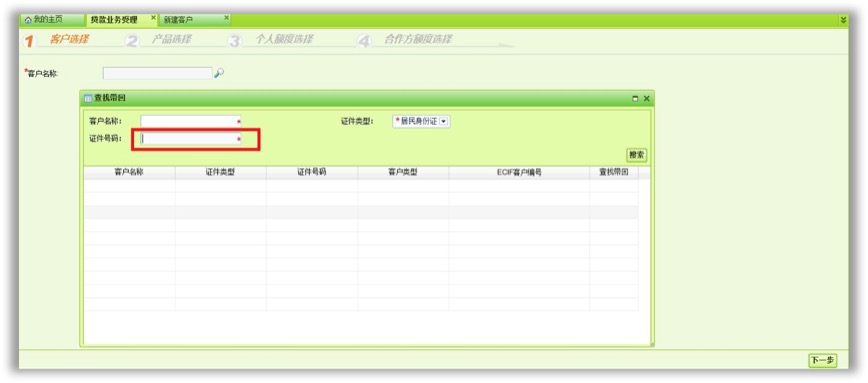 我的主页 贷款业务受理 新建客户
1 客户选择 2 产品选择 3 个人额度选择 4 合作方额度选择
*客户名称:
查找带回
客户名称: * 证件类型: *居民身份证
证件号码: *
搜索
客户名称 证件类型 证件号码 客户类型 ECIF客户编号 查找带回
下一步